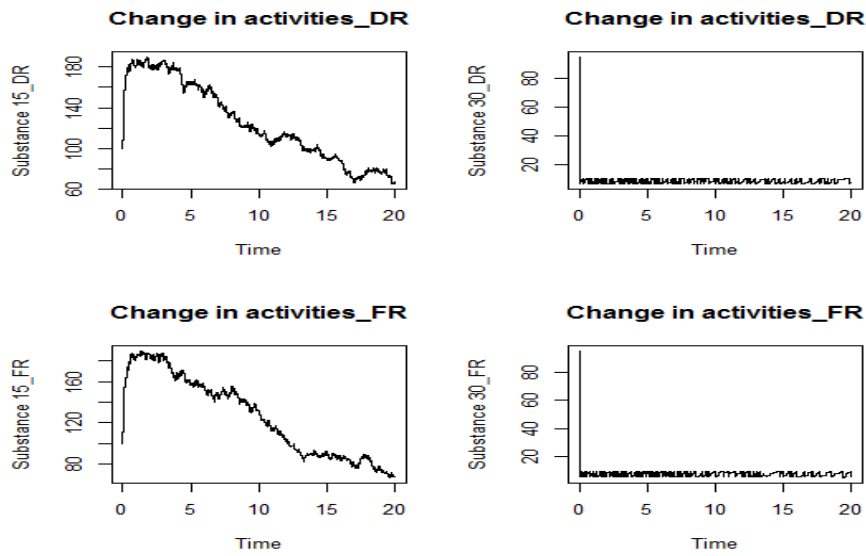 Change in activities_DR
Substance 15_DR
60 100 140 180
0 5 10 15 20
Time
Change in activities_DR
Substance 30_DR
20 40 60 80
0 5 10 15 20
Time
Change in activities_FR
Substance 15_FR
80 120 160
0 5 10 15 20
Time
Change in activities_FR
Substance 30_FR
20 40 60 80
0 5 10 15 20
Time